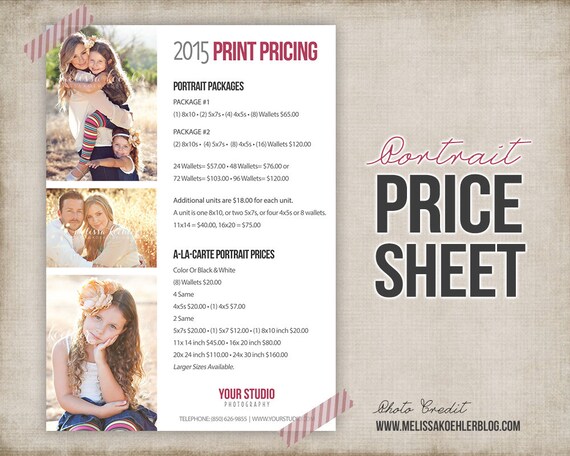 2015 PRINT PRICING
PORTRAIT PACKAGES
PACKAGE #1
(1) 8x10 • (2) 5x7s • (4) 4x5s • (8) Wallets $65.00
PACKAGE #2
(2) 8x10s • (4) 5x7s • (8) 4x5s • (16) Wallets $120.00
24 Wallets= $57.00 • 48 Wallets= $76.00 or
72 Wallets= $103.00 • 96 Wallets= $120.00
Additional units are $18.00 for each unit.
A unit is one 8x10, or two 5x7s, or four 4x5s or 8 wallets.
11x14 = $40.00, 16x20 = $75.00
A-LA-CARTE PORTRAIT PRICES
Color Or Black & White
(8) Wallets $20.00
4 Same
4x5s $20.00 • (1) 4x5 $7.00
2 Same
5x7s $20.00 • (1) 5x7 $12.00 • (1) 8x10 inch $20.00
11x 14 inch $45.00 • 16x 20 inch $80.00
20x 24 inch $110.00 • 24x 30 inch $160.00
Larger Sizes Available.
YOUR STUDIO
PHOTOGRAPHY
TELEPHONE: (850) 626-9855 | WWW.YOURSTUDIO
Portrait
PRICE
SHEET
Photo Credit
WWW.MELISSAKOEHLERBLOG.COM